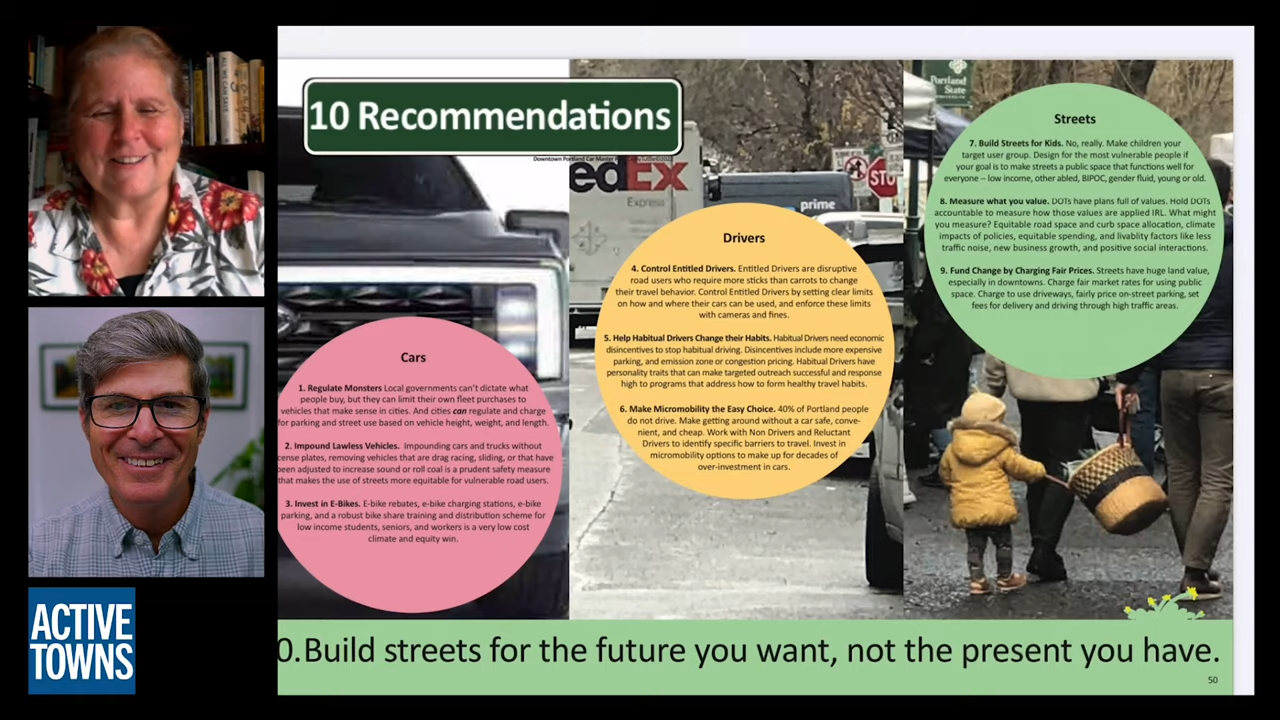 10 Recommendations
Downtown Portland Car Master
edEx
Express
prime
STOP
Portland
State
Cars
1. Regulate Monsters Local governments can't dictate what
people buy, but they can limit their own fleet purchases to
vehicles that make sense in cities. And cities can regulate and charge
for parking and street use based on vehicle height, weight, and length.
2. Impound Lawless Vehicles. Impounding cars and trucks without
cense plates, removing vehicles that are drag racing, sliding, or that have
been adjusted to increase sound or roll coal is a prudent safety measure
that makes the use of streets more equitable for vulnerable road users.
3. Invest in E-Bikes. E-bike rebates, e-bike charging stations, e-bike
parking, and a robust bike share training and distribution scheme for
low income students, seniors, and workers is a very low cost
climate and equity win.
Drivers
4. Control Entitled Drivers. Entitled Drivers are disruptive
road users who require more sticks than carrots to change
their travel behavior. Control Entitled Drivers by setting clear limits
on how and where their cars can be used, and enforce these limits
with cameras and fines.
5. Help Habitual Drivers Change their Habits. Habitual Drivers need economic
disincentives to stop habitual driving. Disincentives include more expensive
parking, and emission zone or congestion pricing. Habitual Drivers have
personality traits that can make targeted outreach successful and response
high to programs that address how to form healthy travel habits.
6. Make Micromobility the Easy Choice. 40% of Portland people
do not drive. Make getting around without a car safe, conve-
nient, and cheap. Work with Non Drivers and Reluctant
Drivers to identify specific barriers to travel. Invest in
micromobility options to make up for decades of
over-investment in cars.
Streets
7. Build Streets for Kids. No, really. Make children your
target user group. Design for the most vulnerable people if
your goal is to make streets a public space that functions well for
everyone – low income, other abled, BIPOC, gender fluid, young or old.
8. Measure what you value. DOTs have plans full of values. Hold DOTs
accountable to measure how those values are applied IRL. What might
you measure? Equitable road space and curb space allocation, climate
impacts of policies, equitable spending, and livablity factors like less
traffic noise, new business growth, and positive social interactions.
9. Fund Change by Charging Fair Prices. Streets have huge land value,
especially in downtowns. Charge fair market rates for using public
space. Charge to use driveways, fairly price on-street parking, set
fees for delivery and driving through high traffic areas.
0.Build streets for the future you want, not the present you have.
50
ACTIVE
TOWNS